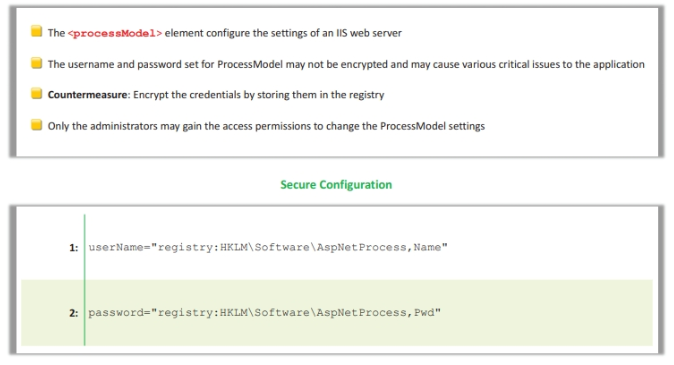 The <processModel> element configure the settings of an IIS web server
The username and password set for ProcessModel may not be encrypted and may cause various critical issues to the application
Countermeasure: Encrypt the credentials by storing them in the registry
Only the administrators may gain the access permissions to change the ProcessModel settings
Secure Configuration
1: userName="registry:HKLM\Software\AspNetProcess,Name"
2: password="registry:HKLM\Software\AspNetProcess,Pwd"